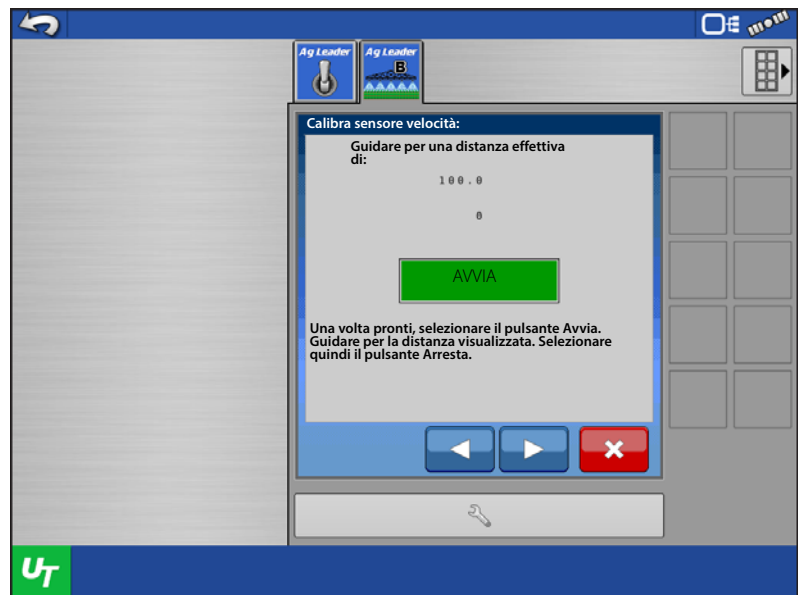 Ag Leader
Ag Leader
B
Calibra sensore velocità:
Guidare per una distanza effettiva
di:
100.0
0
AVVIA
Una volta pronti, selezionare il pulsante Avvia.
Guidare per la distanza visualizzata. Selezionare
quindi il pulsante Arresta.
UT